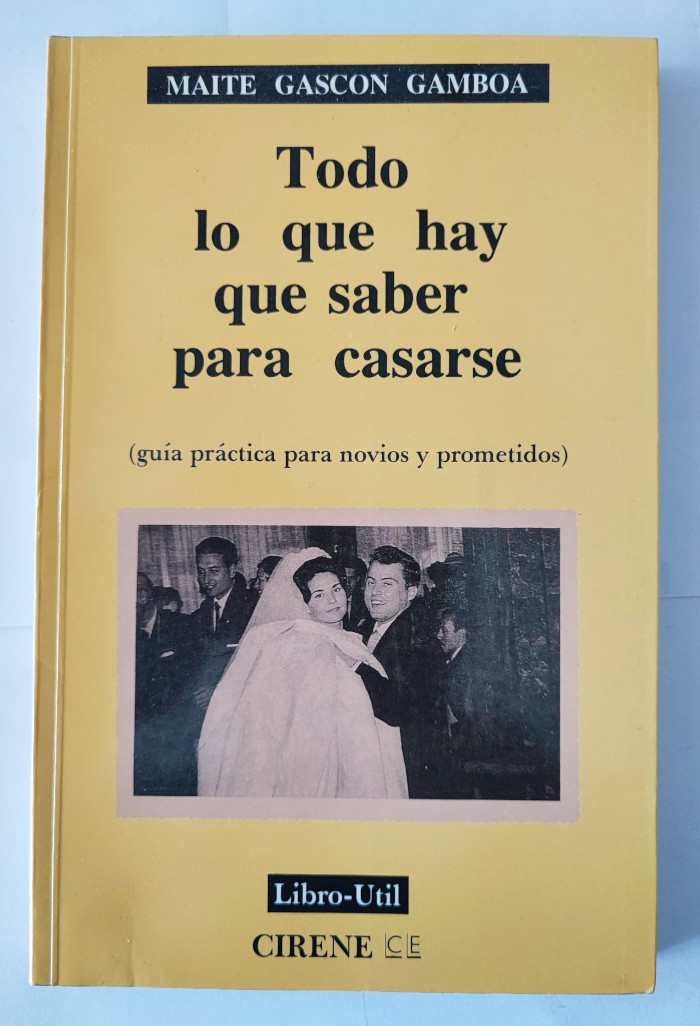 MAITE GASCON GAMBOA
Todo
lo que hay
que saber
para casarse
(guía práctica para novios y prometidos)
Libro-Util
CIRENE CE